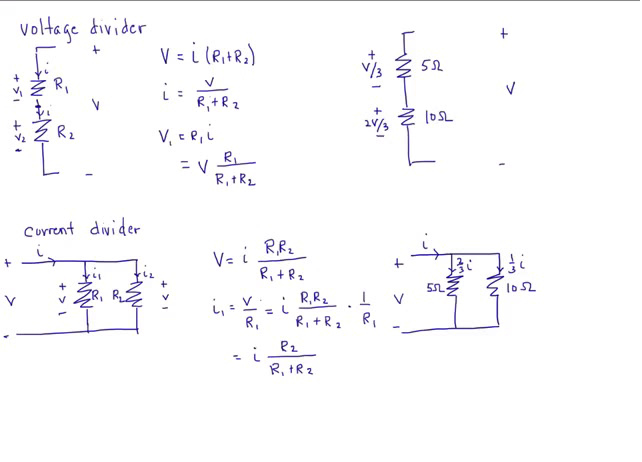 Voltage divider
+
i
+
V₁
-
R₁
V
i
+
V₂
-
R₂
-
V = i (R₁+R₂)
i = V / R₁+R₂
V₁ = R₁ i
= V R₁ / R₁+R₂
+
+
V/3
-
5Ω
V
+
2V/3
-
10Ω
-
Current divider
i
+
i₁
i₂
V
+
V
-
R₁
R₂
+
V
-
-
V = i R₁R₂ / R₁+R₂
i₁ = V / R₁ = i R₁R₂ / R₁+R₂ · 1 / R₁
= i R₂ / R₁+R₂
i
+
2/3 i
1/3 i
V
5Ω
10Ω
-